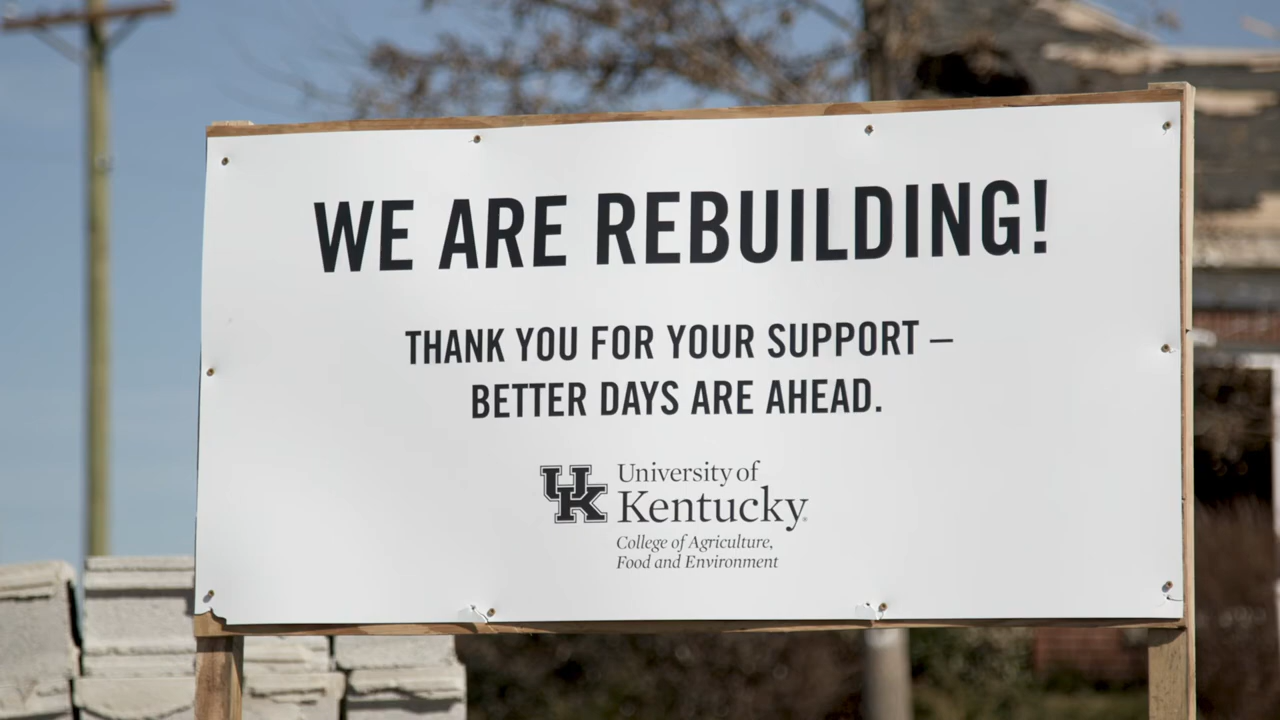 WE ARE REBUILDING!
THANK YOU FOR YOUR SUPPORT –
BETTER DAYS ARE AHEAD.
UK
University of
Kentucky
College of Agriculture,
Food and Environment